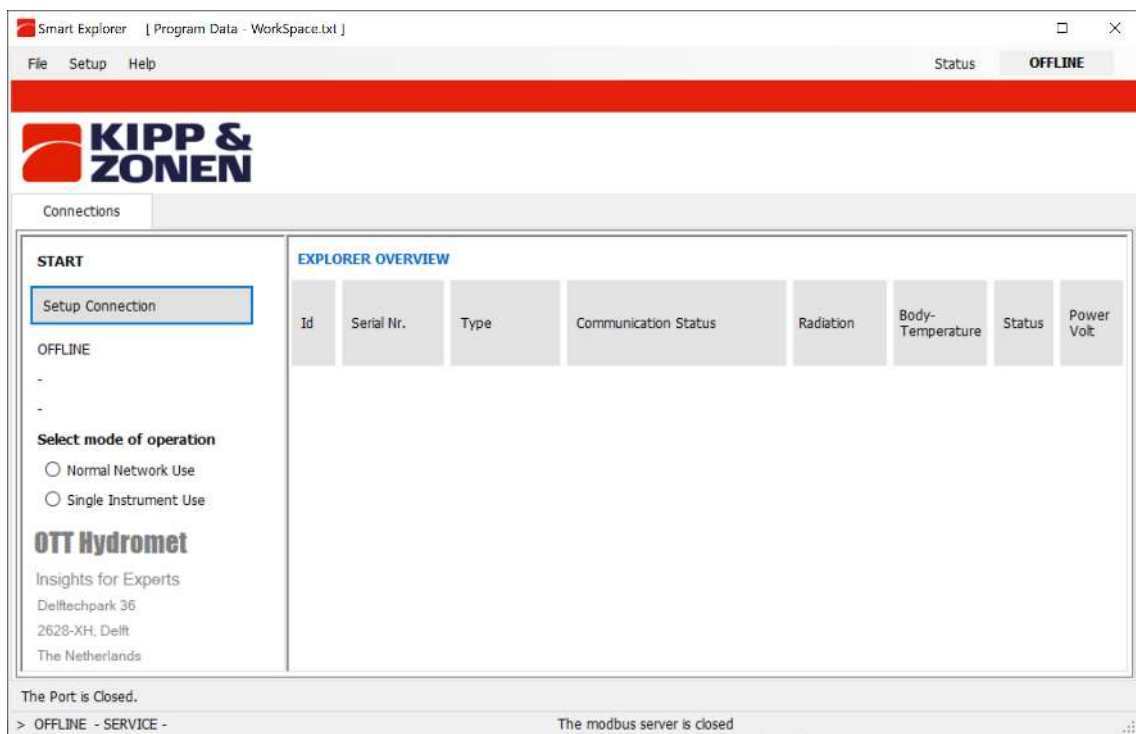 Smart Explorer [ Program Data - WorkSpace.txt ]
File Setup Help Status OFFLINE
KIPP &
ZONEN
Connections
START
Setup Connection
OFFLINE
-
-
Select mode of operation
Normal Network Use
Single Instrument Use
OTT Hydromet
Insights for Experts
Delftechpark 36
2628-XH, Delft
The Netherlands
EXPLORER OVERVIEW
Id Serial Nr. Type Communication Status Radiation Body-Temperature Status Power Volt
The Port is Closed.
> OFFLINE - SERVICE - The modbus server is closed